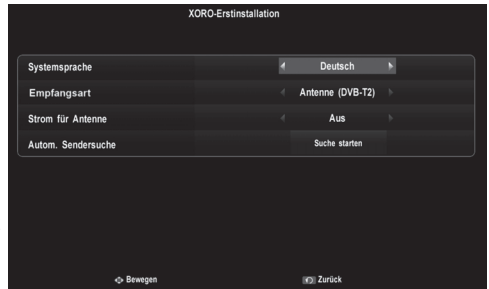 XORO-Erstinstallation
Systemsprache Deutsch
Empfangsart Antenne (DVB-T2)
Strom für Antenne Aus
Autom. Sendersuche Suche starten
Bewegen Zurück